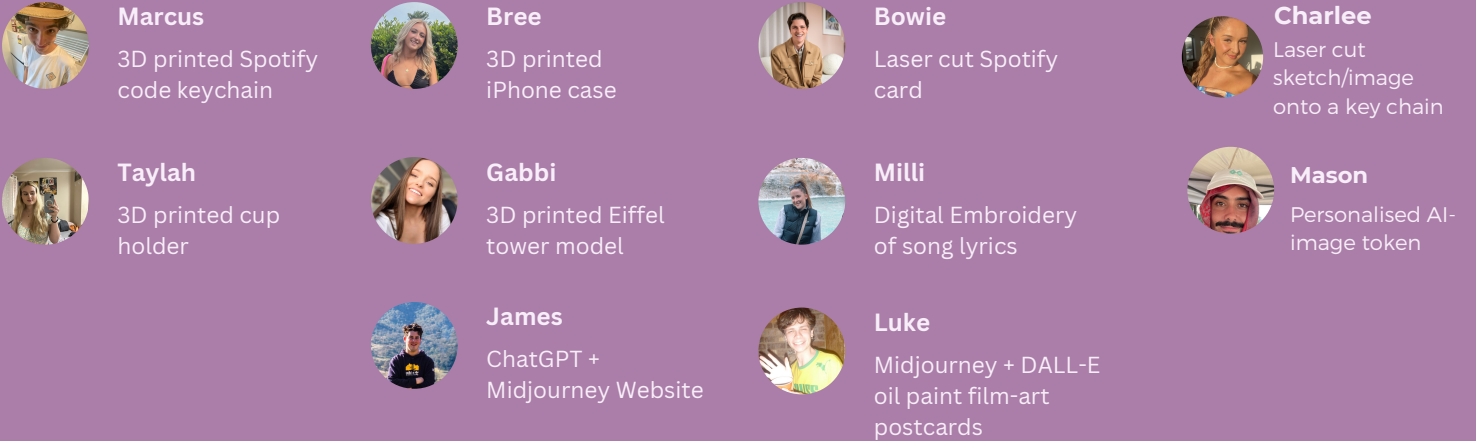 Marcus
3D printed Spotify
code keychain
Bree
3D printed
iPhone case
Bowie
Laser cut Spotify
card
Charlee
Laser cut
sketch/image
onto a key chain
Taylah
3D printed cup
holder
Gabbi
3D printed Eiffel
tower model
Milli
Digital Embroidery
of song lyrics
Mason
Personalised AI-
image token
James
ChatGPT +
Midjourney Website
Luke
Midjourney + DALL-E
oil paint film-art
postcards